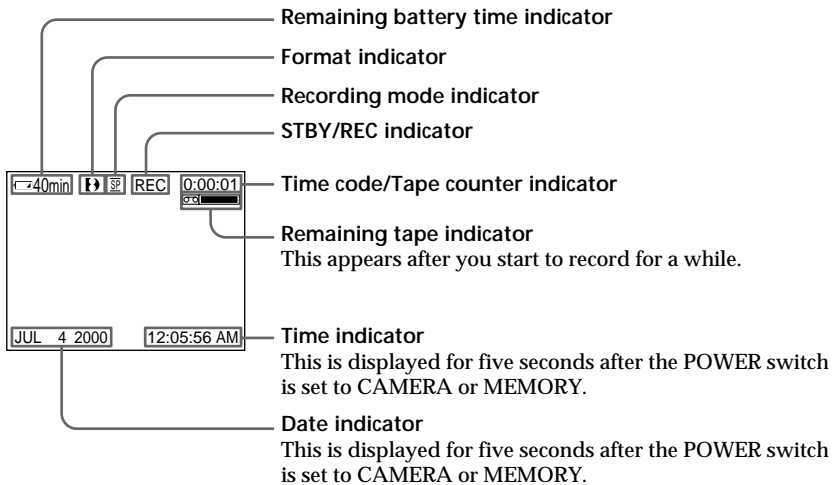 Remaining battery time indicator
Format indicator
Recording mode indicator
STBY/REC indicator
40min SP REC 0:00:01
Time code/Tape counter indicator
Remaining tape indicator
This appears after you start to record for a while.
JUL 4 2000 12:05:56 AM
Time indicator
This is displayed for five seconds after the POWER switch
is set to CAMERA or MEMORY.
Date indicator
This is displayed for five seconds after the POWER switch
is set to CAMERA or MEMORY.